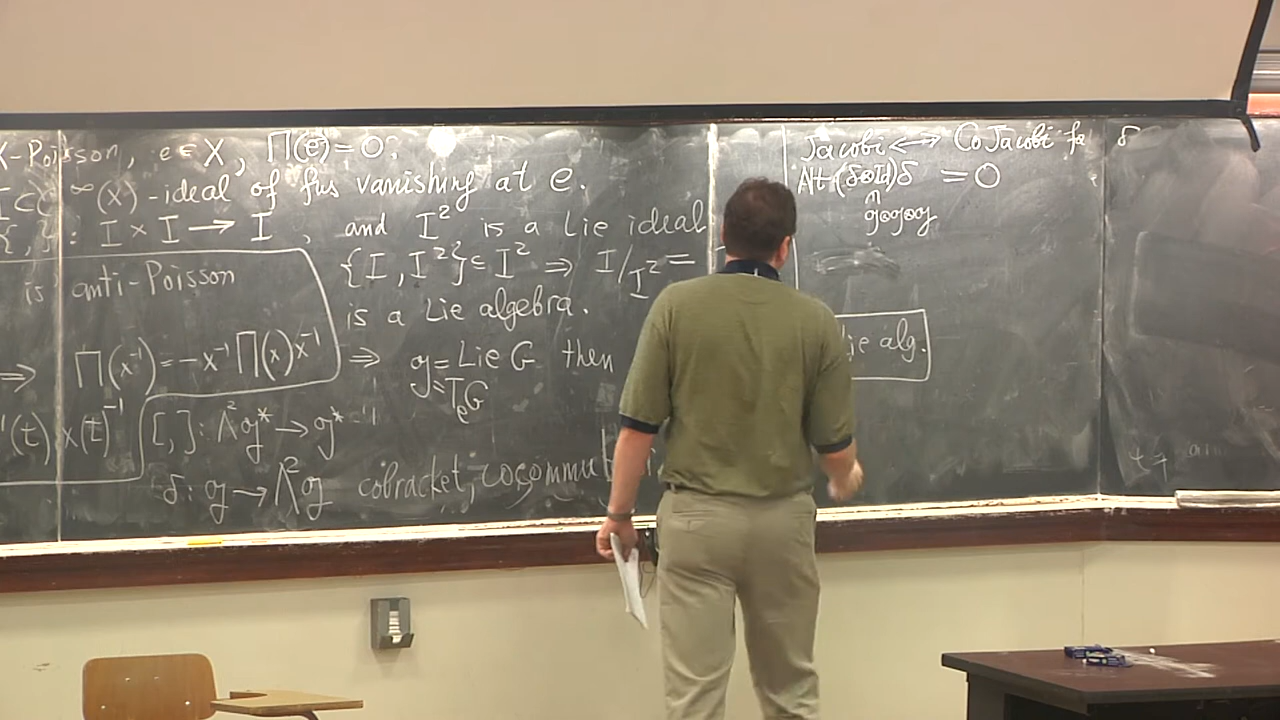 X-Poisson, e∈X, Π(e)=0:
I⊂C^∞(X) -ideal of fns vanishing at e.
{,}: I × I → I, and I² is a Lie ideal
{I, I²}⊆I² ⇒ I/I² =
is a Lie algebra.
is anti-Poisson
⇒ Π(x⁻¹)=-x⁻¹Π(x)x⁻¹
⇒ 𝔤 = Lie G then
=T_eG
'(t) x(t)⁻¹
[,]: Λ²𝔤* → 𝔤*
δ: 𝔤 → Λ²𝔤 cobracket,
Jacobi ⟷ CoJacobi for δ
Alt(δ⊗Id)δ = 0
∩
𝔤⊗𝔤⊗𝔤
Lie alg.